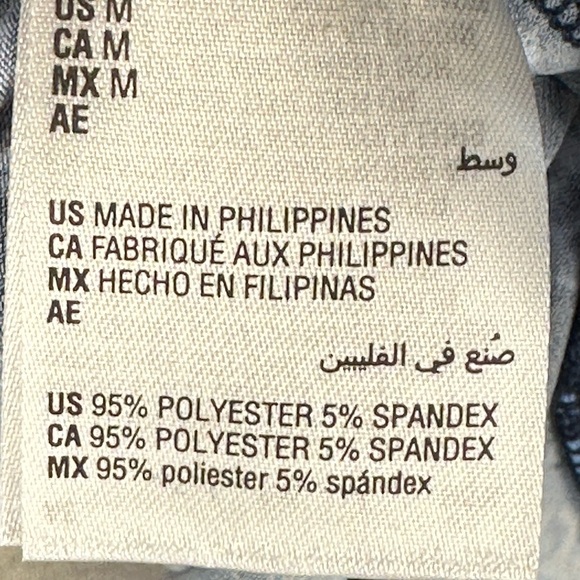 US M
CA M
MX M
AE
وسط
US MADE IN PHILIPPINES
CA FABRIQUÉ AUX PHILIPPINES
MX HECHO EN FILIPINAS
AE
صُنع في الفليبين
US 95% POLYESTER 5% SPANDEX
CA 95% POLYESTER 5% SPANDEX
MX 95% poliester 5% spándex